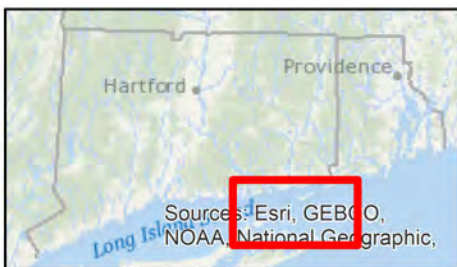 Providence
Hartford
Sources: Esri, GEBCO,
Long Island
NOAA, National Geographic,